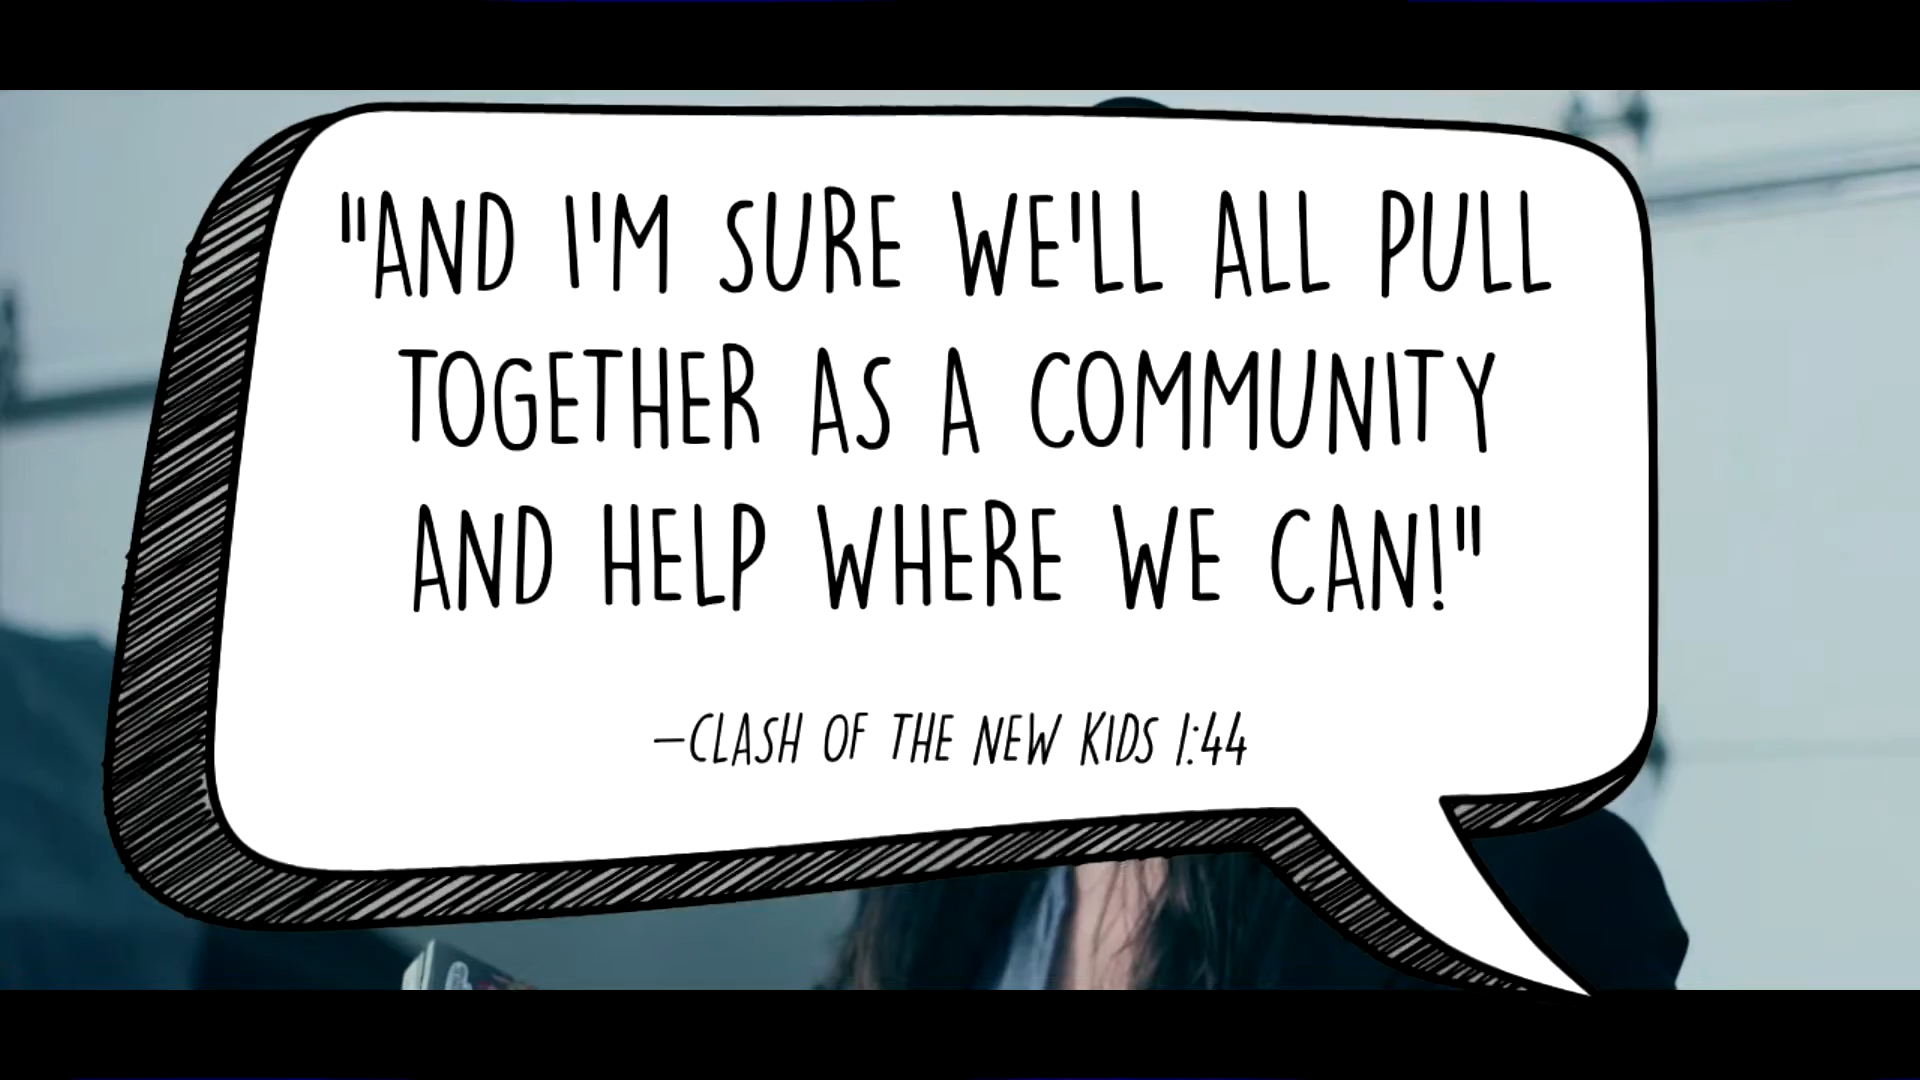 "AND I'M SURE WE'LL ALL PULL
TOGETHER AS A COMMUNITY
AND HELP WHERE WE CAN!"
–CLASH OF THE NEW KIDS 1:44